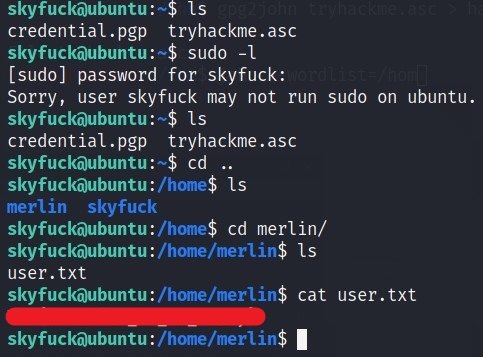 skyfuck@ubuntu:~$ ls
credential.pgp tryhackme.asc
skyfuck@ubuntu:~$ sudo -l
[sudo] password for skyfuck:
Sorry, user skyfuck may not run sudo on ubuntu.
skyfuck@ubuntu:~$ ls
credential.pgp tryhackme.asc
skyfuck@ubuntu:~$ cd ..
skyfuck@ubuntu:/home$ ls
merlin skyfuck
skyfuck@ubuntu:/home$ cd merlin/
skyfuck@ubuntu:/home/merlin$ ls
user.txt
skyfuck@ubuntu:/home/merlin$ cat user.txt
skyfuck@ubuntu:/home/merlin$